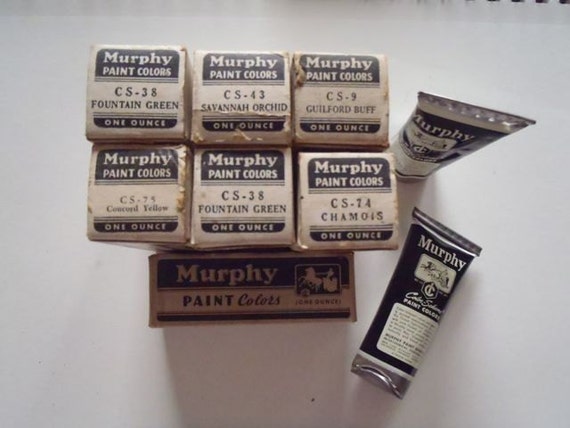 Murphy
PAINT COLORS
CS-38
FOUNTAIN GREEN
ONE OUNCE
Murphy
PAINT COLORS
CS-43
SAVANNAH ORCHID
ONE OUNCE
Murphy
PAINT COLORS
CS-9
GUILFORD BUFF
ONE OUNCE
Murphy
PAINT COLORS
CS-75
Concord Yellow
ONE OUNCE
Murphy
PAINT COLORS
CS-38
FOUNTAIN GREEN
ONE OUNCE
Murphy
PAINT COLORS
CS-74
CHAMOIS
ONE OUNCE
Murphy
PAINT Colors
(ONE OUNCE)
Murphy
Murphy
PAINT COLORS